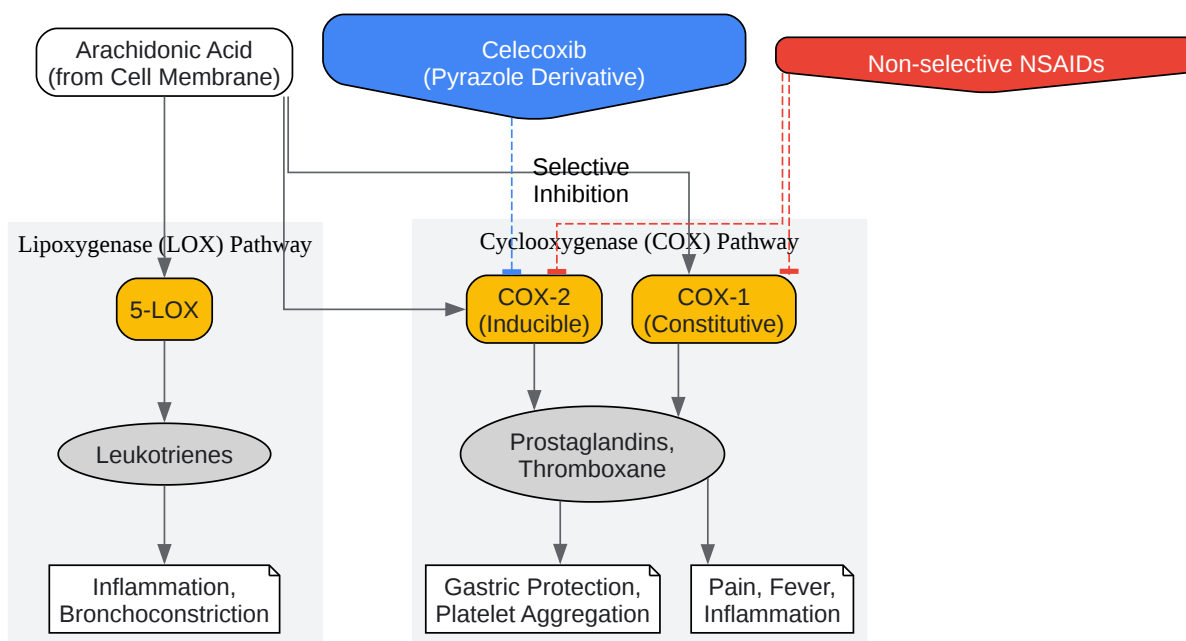 Arachidonic Acid
(from Cell Membrane)
Celecoxib
(Pyrazole Derivative)
Non-selective NSAIDs
Selective
Inhibition
Lipoxygenase (LOX) Pathway
Cyclooxygenase (COX) Pathway
5-LOX
COX-2
(Inducible)
COX-1
(Constitutive)
Leukotrienes
Prostaglandins,
Thromboxane
Inflammation,
Bronchoconstriction
Gastric Protection,
Platelet Aggregation
Pain, Fever,
Inflammation